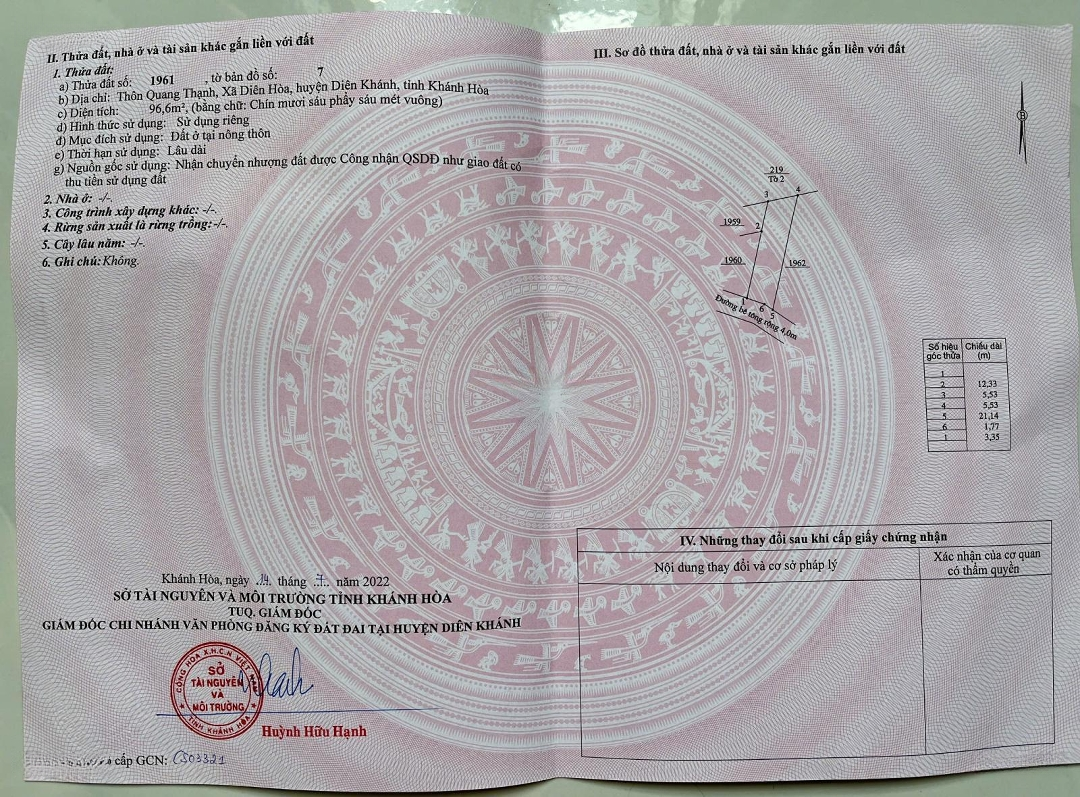 II. Thửa đất, nhà ở và tài sản khác gắn liền với đất
1. Thửa đất:
a) Thửa đất số: 1961 , tờ bản đồ số: 7
b) Địa chỉ: Thôn Quang Thạnh, Xã Diên Hòa, huyện Diên Khánh, tỉnh Khánh Hòa
c) Diện tích: 96,6m², (bằng chữ: Chín mươi sáu phẩy sáu mét vuông)
d) Hình thức sử dụng: Sử dụng riêng
đ) Mục đích sử dụng: Đất ở tại nông thôn
e) Thời hạn sử dụng: Lâu dài
g) Nguồn gốc sử dụng: Nhận chuyển nhượng đất được Công nhận QSDĐ như giao đất có
thu tiền sử dụng đất
2. Nhà ở: -/-.
3. Công trình xây dựng khác: -/-.
4. Rừng sản xuất là rừng trồng:-/-.
5. Cây lâu năm: -/-.
6. Ghi chú: Không.
Khánh Hòa, ngày .14. tháng .7.. năm 2022
SỞ TÀI NGUYÊN VÀ MÔI TRƯỜNG TỈNH KHÁNH HÒA
TUQ. GIÁM ĐỐC
GIÁM ĐỐC CHI NHÁNH VĂN PHÒNG ĐĂNG KÝ ĐẤT ĐAI TẠI HUYỆN DIÊN KHÁNH
CỘNG HÒA X.H.C.N VIỆT NAM
SỞ
TÀI NGUYÊN
VÀ
MÔI TRƯỜNG
TỈNH KHÁNH HÒA
Huỳnh Hữu Hạnh
cấp GCN: CS03321
III. Sơ đồ thửa đất, nhà ở và tài sản khác gắn liền với đất
B
219
Tờ 2
3 4
1959 2
1960 1962
1 6 5
Đường bê tông rộng 4,0m
Số hiệu góc thửa Chiều dài (m)
1
2 12,33
3 5,53
4 5,53
5 21,14
6 1,77
1 3,35
IV. Những thay đổi sau khi cấp giấy chứng nhận
Nội dung thay đổi và cơ sở pháp lý
Xác nhận của cơ quan
có thẩm quyền